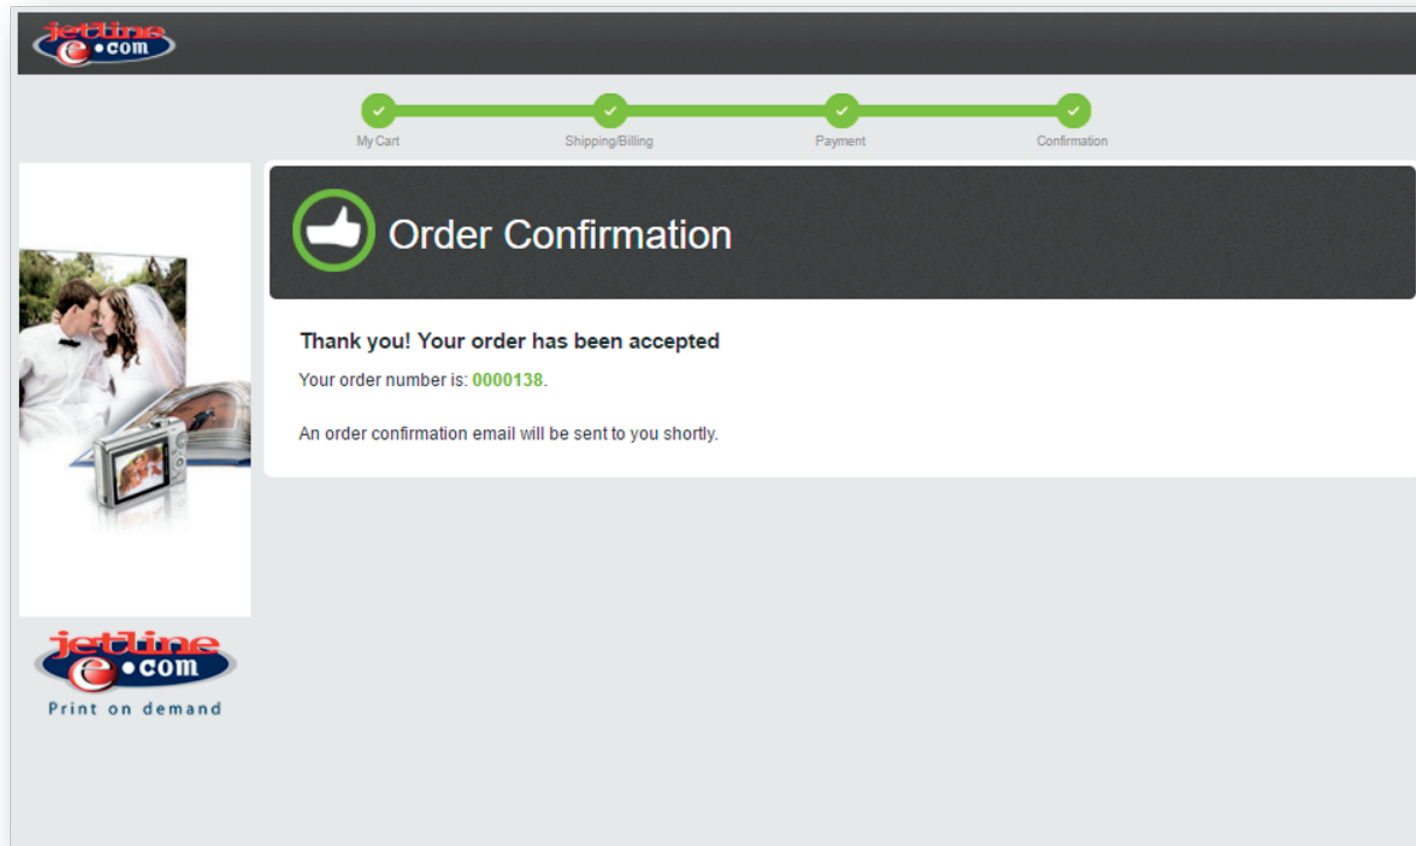 jetline
e•com
My Cart
Shipping/Billing
Payment
Confirmation
Order Confirmation
Thank you! Your order has been accepted
Your order number is: 0000138.
An order confirmation email will be sent to you shortly.
jetline
e•com
Print on demand